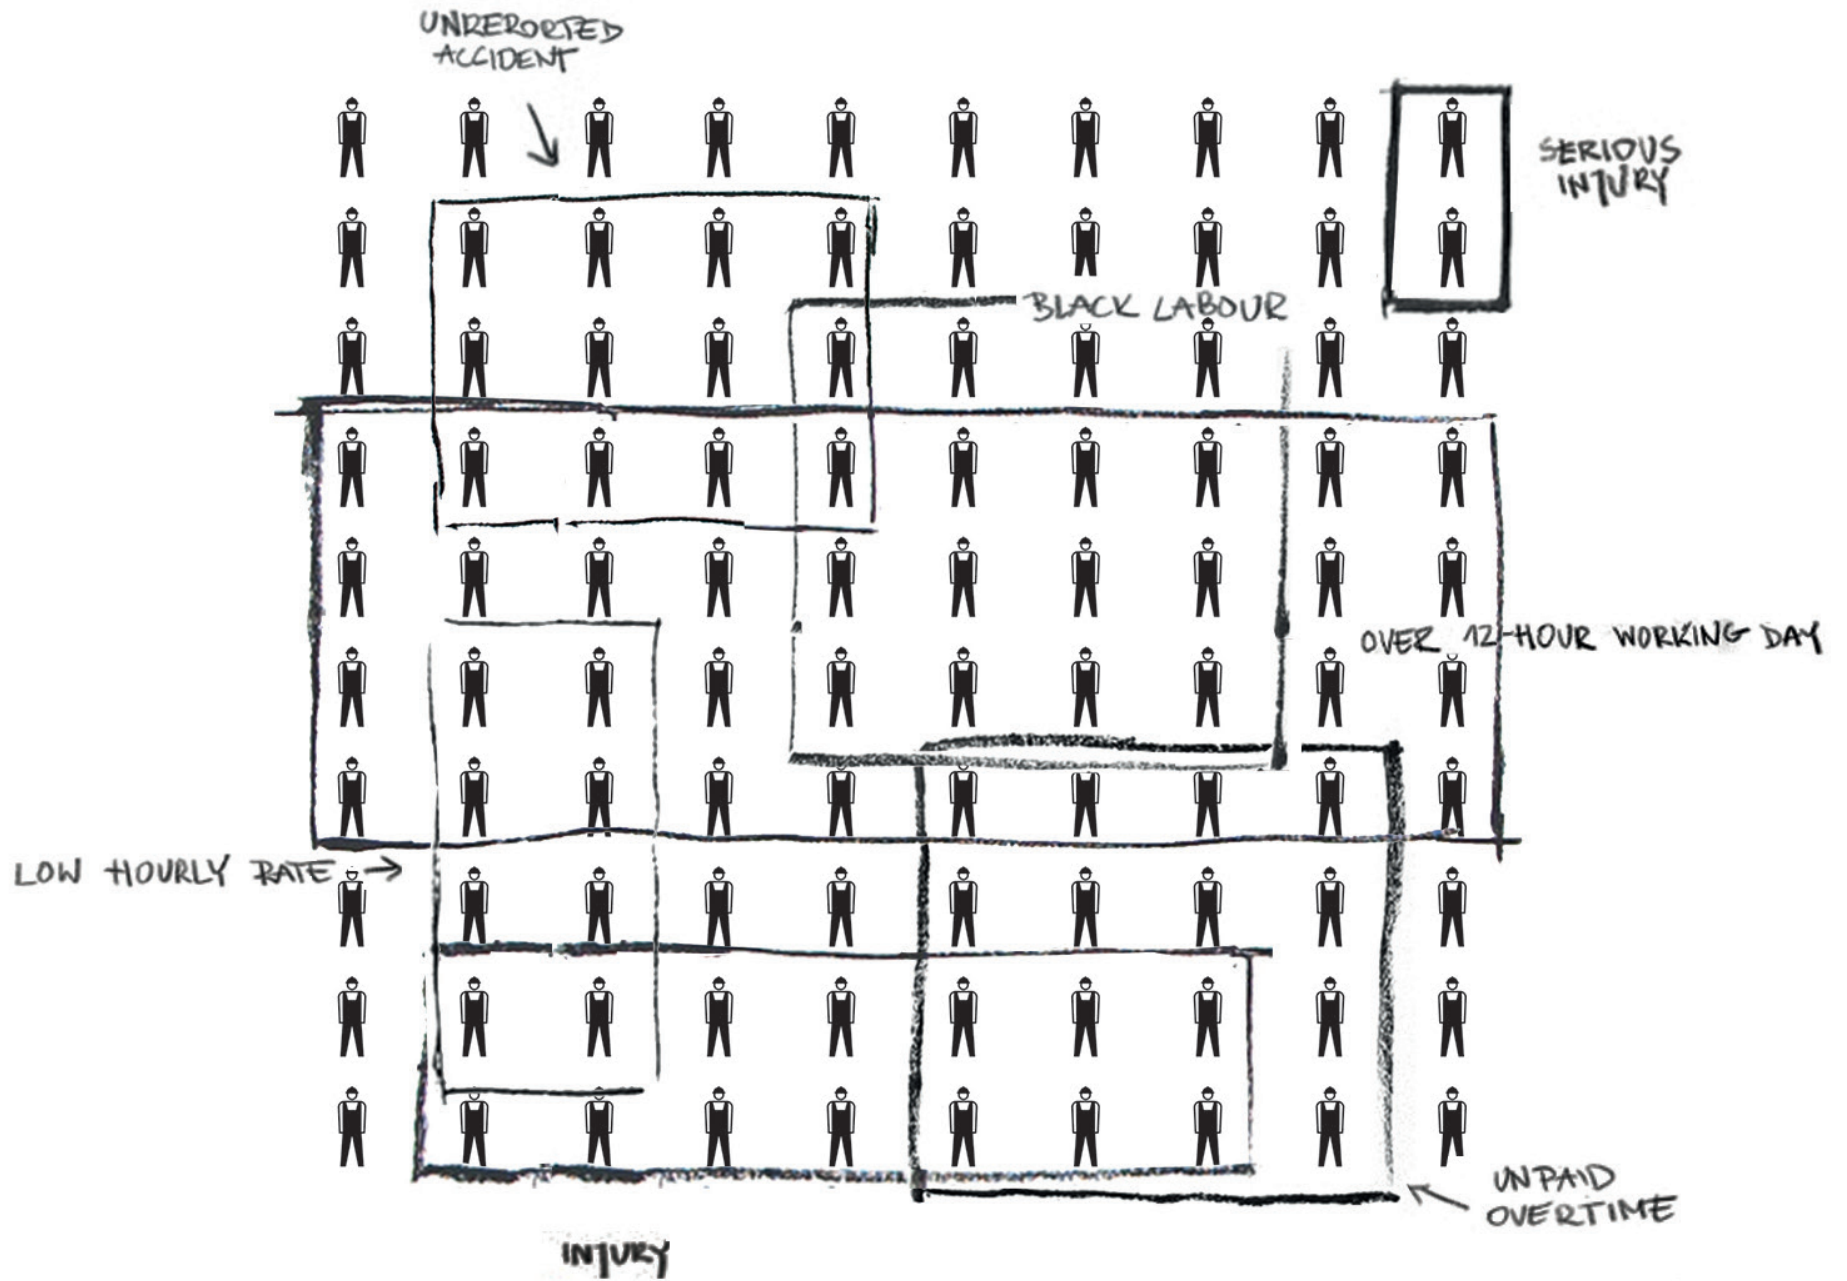 UNREPORTED
ACCIDENT
SERIOUS
INJURY
BLACK LABOUR
OVER 12-HOUR WORKING DAY
LOW HOURLY RATE
UNPAID
OVERTIME
INJURY